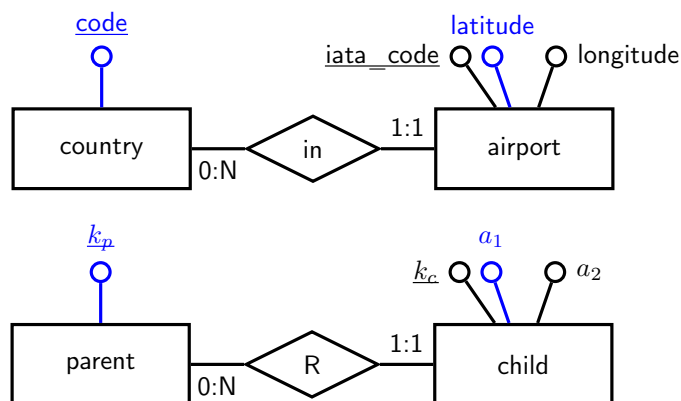 code latitude
iata_code longitude
country 0:N in 1:1 airport
k_p a_1
k_c a_2
parent 0:N R 1:1 child